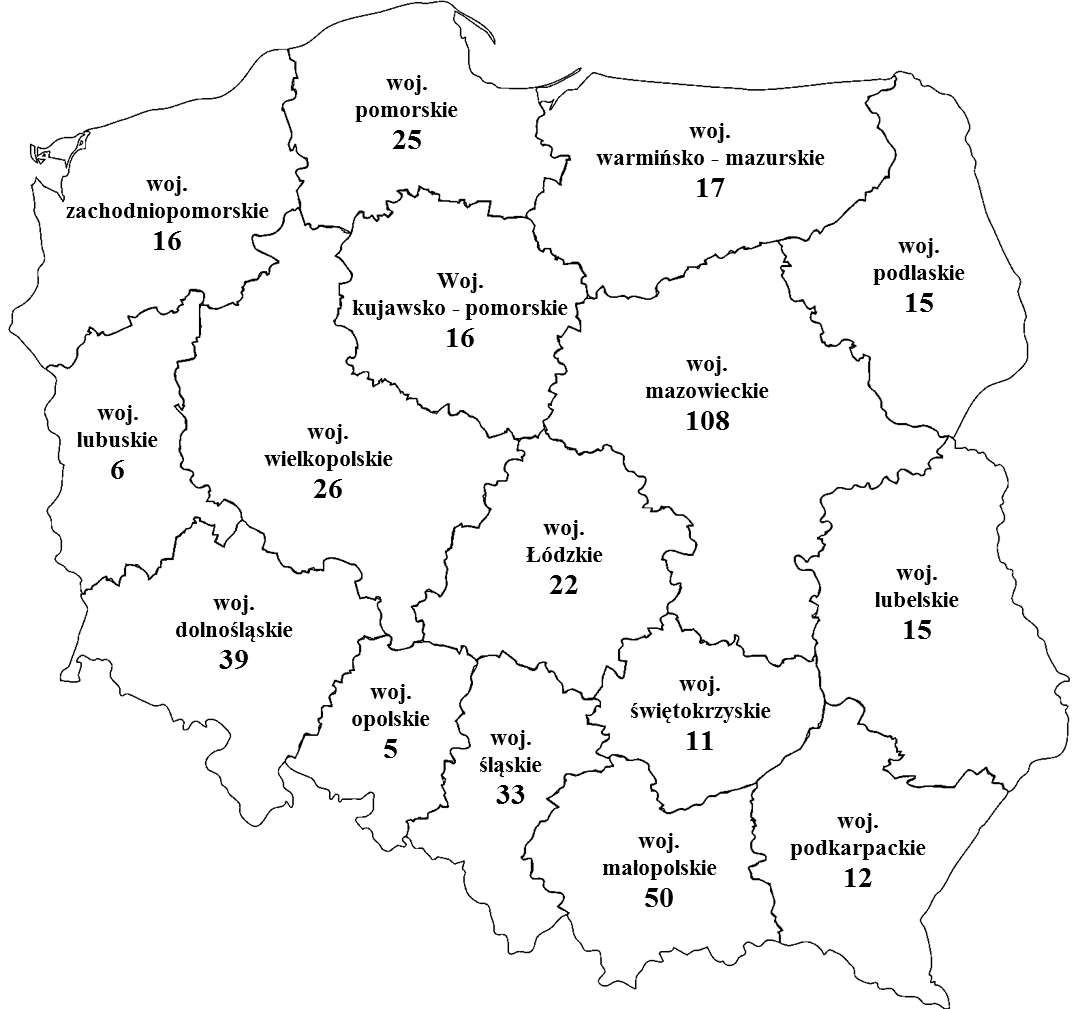 woj.
pomorskie
25
woj.
warmińsko - mazurskie
17
woj.
zachodniopomorskie
16
woj.
podlaskie
15
Woj.
kujawsko - pomorskie
16
woj.
mazowieckie
108
woj.
lubuskie
6
woj.
wielkopolskie
26
woj.
Łódzkie
22
woj.
lubelskie
15
woj.
dolnośląskie
39
woj.
opolskie
5
woj.
świętokrzyskie
11
woj.
śląskie
33
woj.
małopolskie
50
woj.
podkarpackie
12